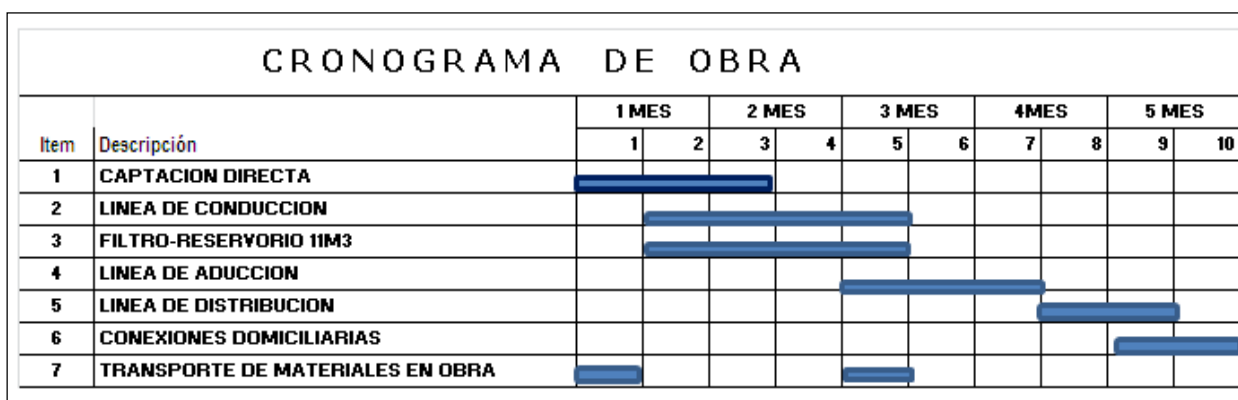 CRONOGRAMA DE OBRA
1 MES 2 MES 3 MES 4MES 5 MES
Item Descripción 1 2 3 4 5 6 7 8 9 10
1 CAPTACION DIRECTA
2 LINEA DE CONDUCCION
3 FILTRO-RESERVORIO 11M3
4 LINEA DE ADUCCION
5 LINEA DE DISTRIBUCION
6 CONEXIONES DOMICILIARIAS
7 TRANSPORTE DE MATERIALES EN OBRA